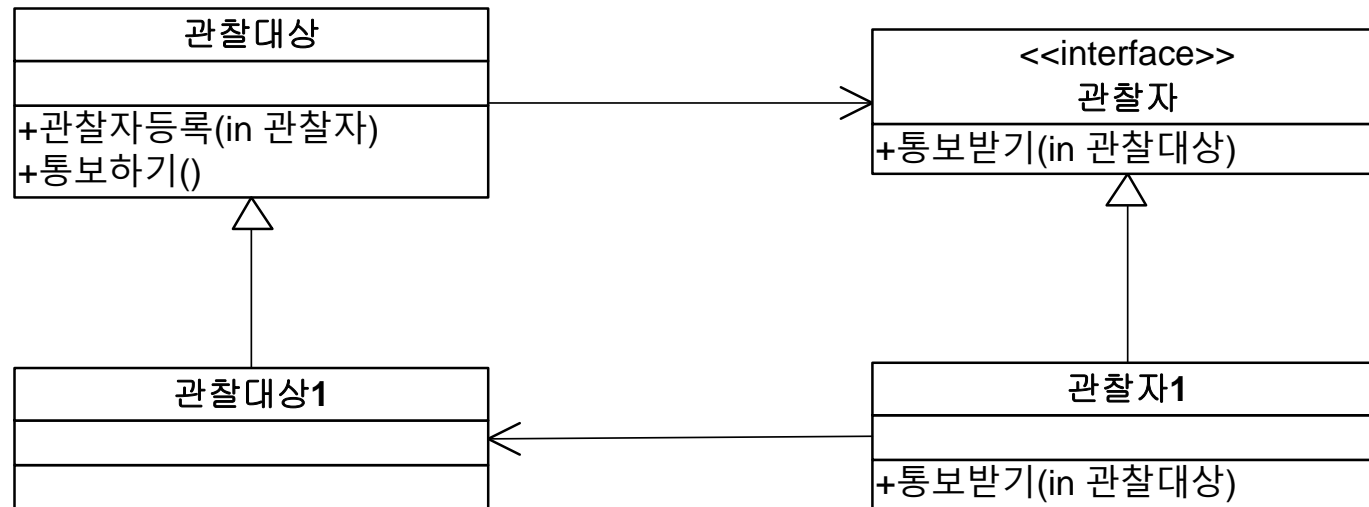 관찰대상
+관찰자등록(in 관찰자)
+통보하기()
<<interface>>
관찰자
+통보받기(in 관찰대상)
관찰대상1
관찰자1
+통보받기(in 관찰대상)